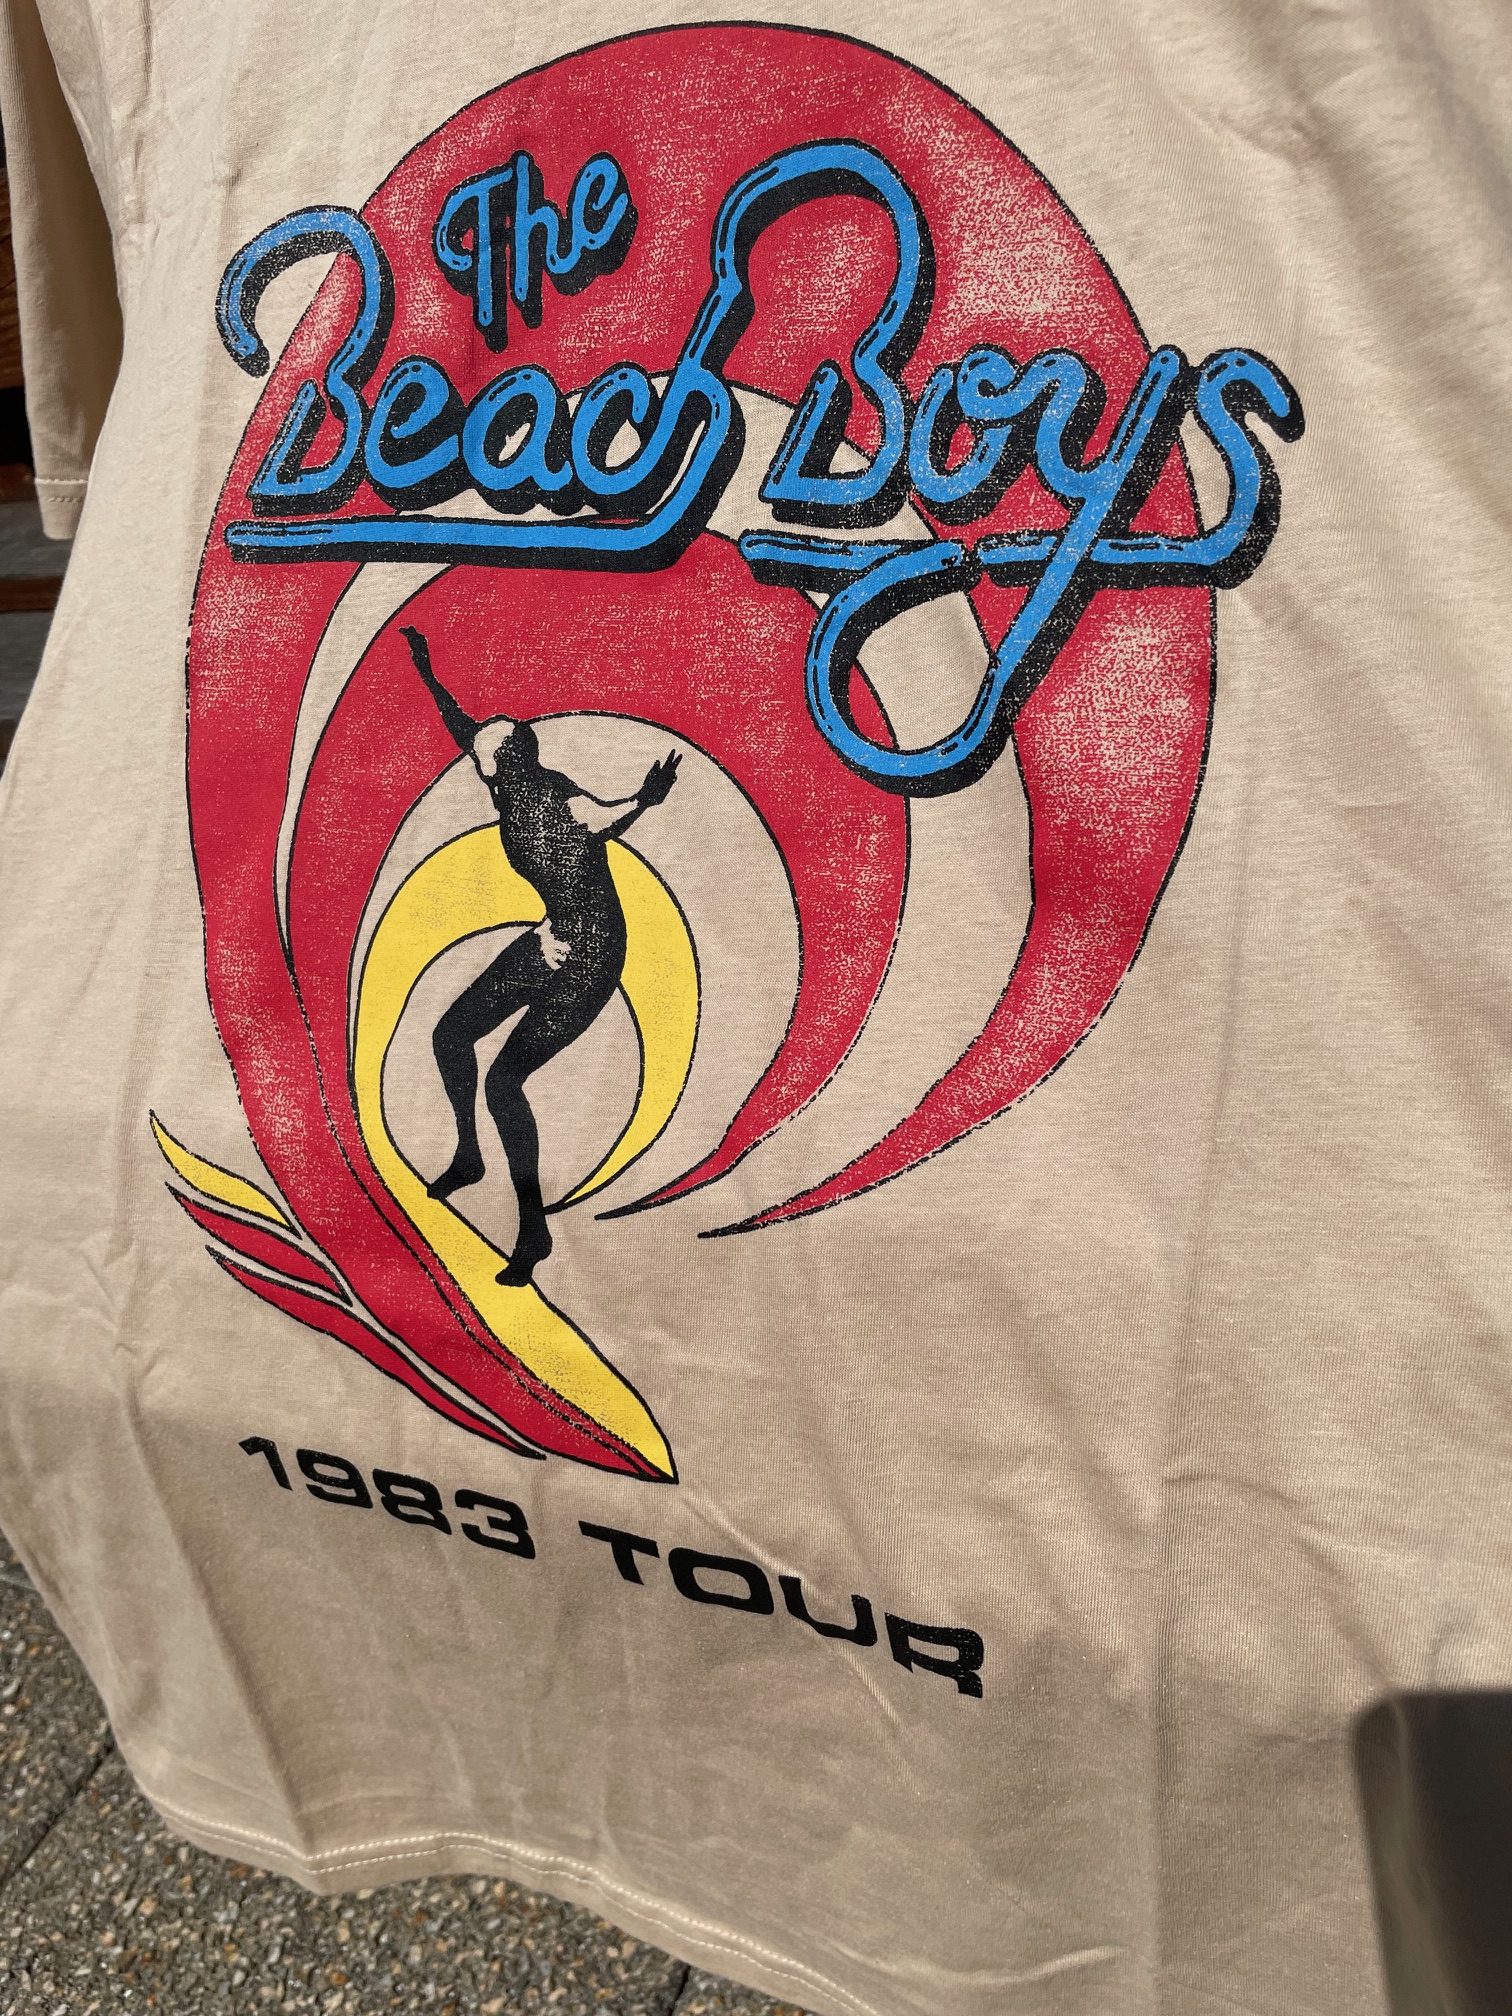 The
Beach Boys
1983 TOUR